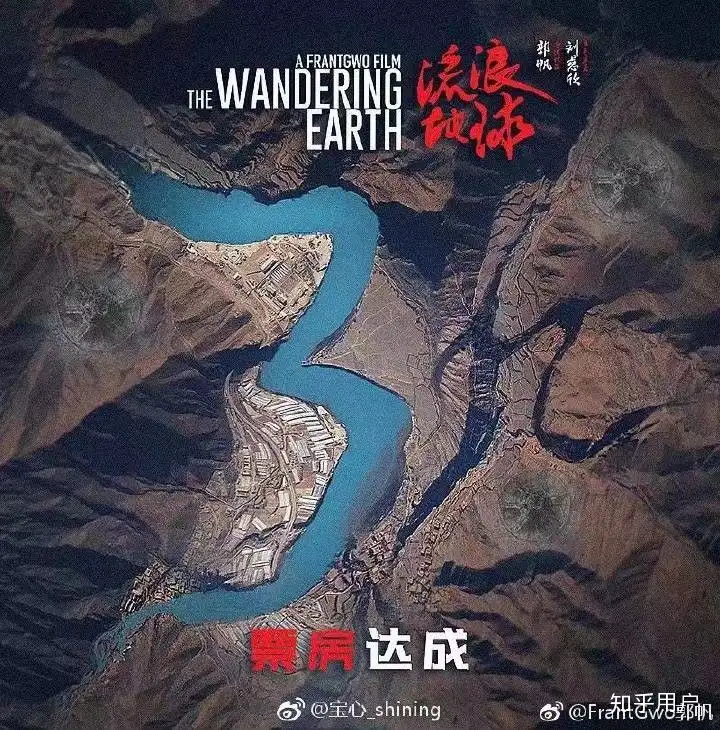 A FRANTGWO FILM
THE WANDERING
EARTH
流浪
地球
郭帆
刘慈欣
3亿
票房达成
@宝心_shining
知乎用户
@FrantGwo郭帆